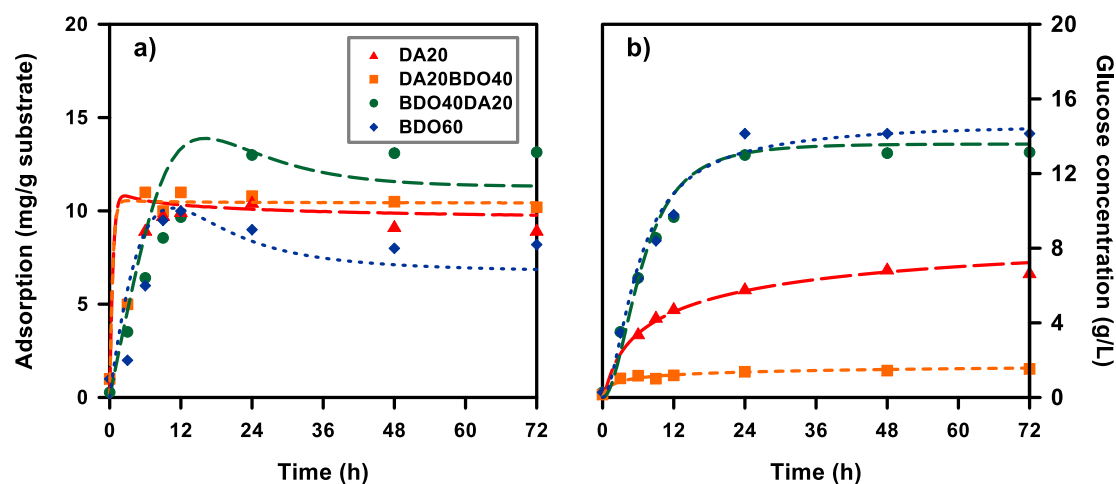 a)
Adsorption (mg/g substrate)
20
15
10
5
0
DA20
DA20BDO40
BDO40DA20
BDO60
0 12 24 36 48 60 72
Time (h)
b)
20
16
12
8
4
0
Glucose concentration (g/L)
0 12 24 36 48 60 72
Time (h)